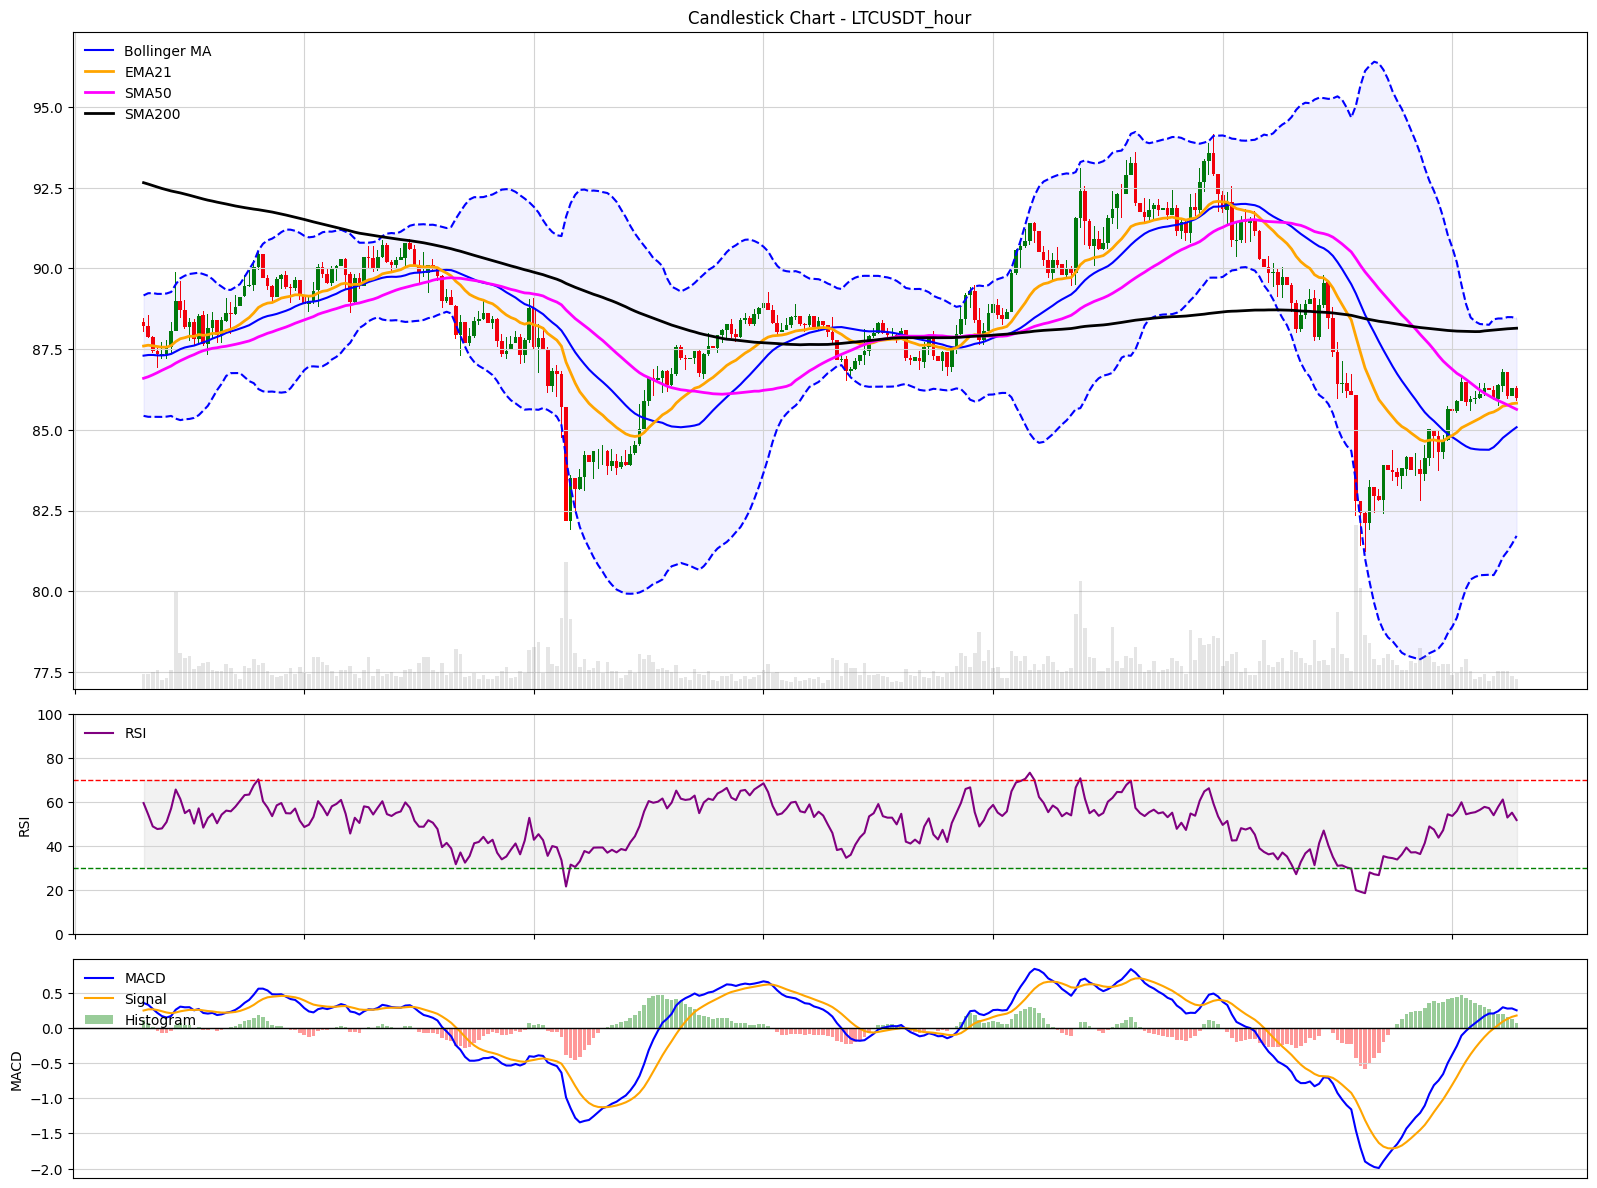 Candlestick Chart - LTCUSDT_hour
Bollinger MA
EMA21
SMA50
SMA200
95.0
92.5
90.0
87.5
85.0
82.5
80.0
77.5
100
RSI
80
60
RSI
40
20
0
MACD
0.5
Signal
Histogram
0.0
−0.5
MACD
−1.0
−1.5
−2.0